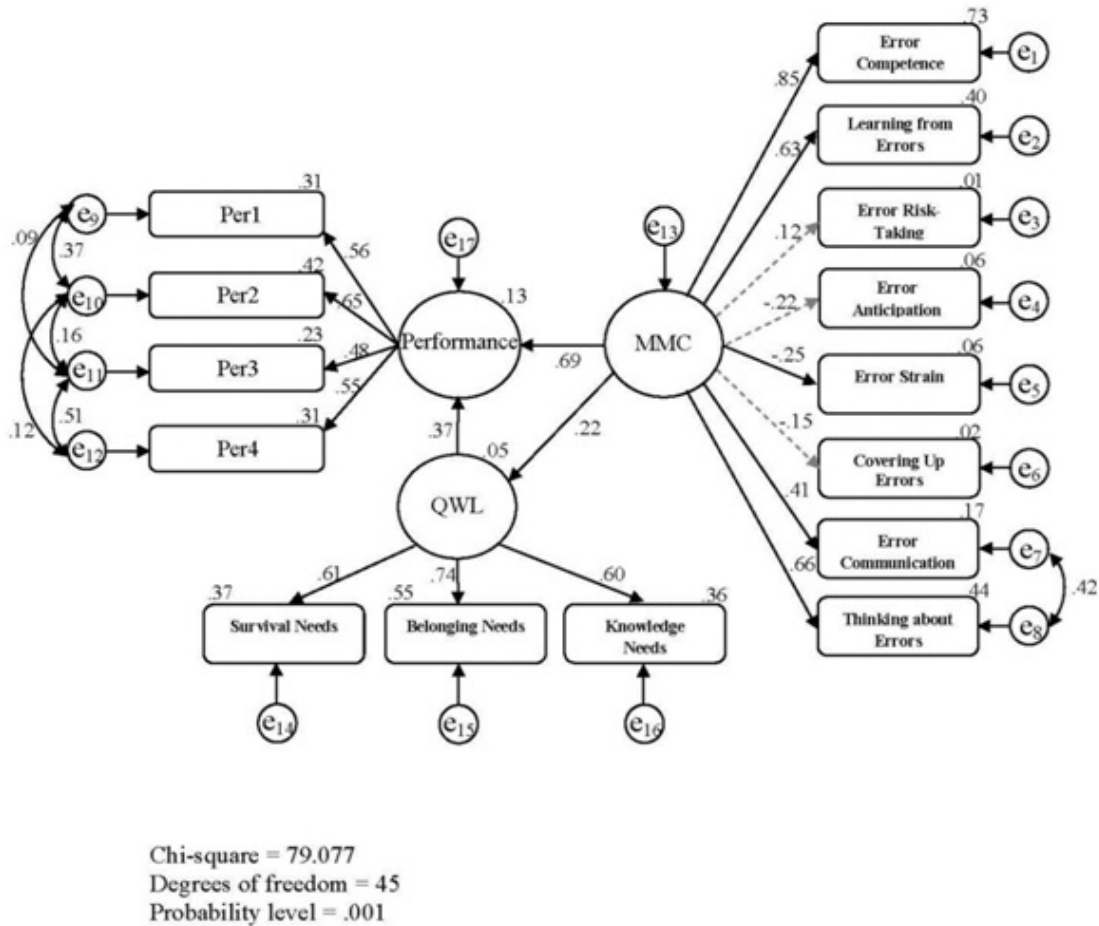 .73
Error
Competence
e1
.85
.40
Learning from
Errors
e2
.63
.01
Error Risk-
Taking
e3
.12
.06
Error
Anticipation
e4
-.22
.06
Error Strain
e5
-.25
.02
Covering Up
Errors
e6
-.15
.17
Error
Communication
e7
.41
.44
Thinking about
Errors
e8
.66
.42
e13
MMC
.69
.22
e17
.13
Performance
.37
.05
QWL
.31
Per1
e9
.56
.42
Per2
e10
.65
.23
Per3
e11
.48
.31
Per4
e12
.55
.09
.37
.16
.51
.12
.61
.74
.60
.37
Survival Needs
e14
.55
Belonging Needs
e15
.36
Knowledge
Needs
e16
Chi-square = 79.077
Degrees of freedom = 45
Probability level = .001